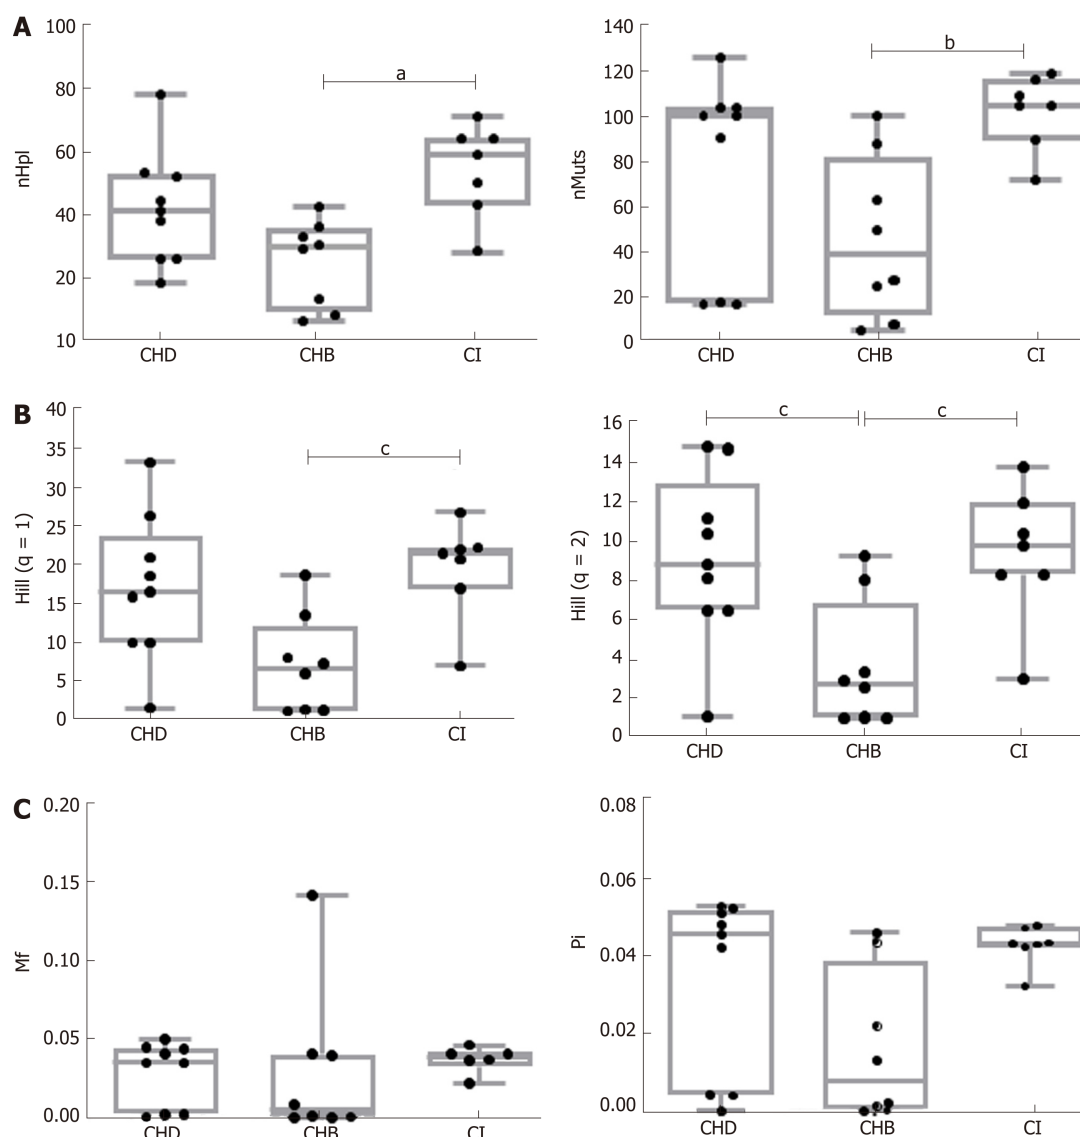 A
100
80
60
40
20
10
nHpl
a
CHD
CHB
CI
140
120
100
80
60
40
20
0
nMuts
b
CHD
CHB
CI
B
40
35
30
25
20
15
10
5
0
Hill (q = 1)
c
CHD
CHB
CI
16
14
12
10
8
6
4
2
0
Hill (q = 2)
c
c
CHD
CHB
CI
C
0.20
0.15
0.10
0.05
0.00
Mf
CHD
CHB
CI
0.08
0.06
0.04
0.02
0.00
Pi
CHD
CHB
CI